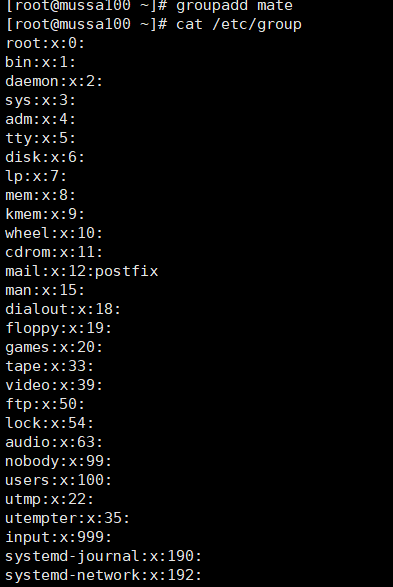 [root@mussa100 ~]# groupadd mate
[root@mussa100 ~]# cat /etc/group
root:x:0:
bin:x:1:
daemon:x:2:
sys:x:3:
adm:x:4:
tty:x:5:
disk:x:6:
lp:x:7:
mem:x:8:
kmem:x:9:
wheel:x:10:
cdrom:x:11:
mail:x:12:postfix
man:x:15:
dialout:x:18:
floppy:x:19:
games:x:20:
tape:x:33:
video:x:39:
ftp:x:50:
lock:x:54:
audio:x:63:
nobody:x:99:
users:x:100:
utmp:x:22:
utempter:x:35:
input:x:999:
systemd-journal:x:190:
systemd-network:x:192: